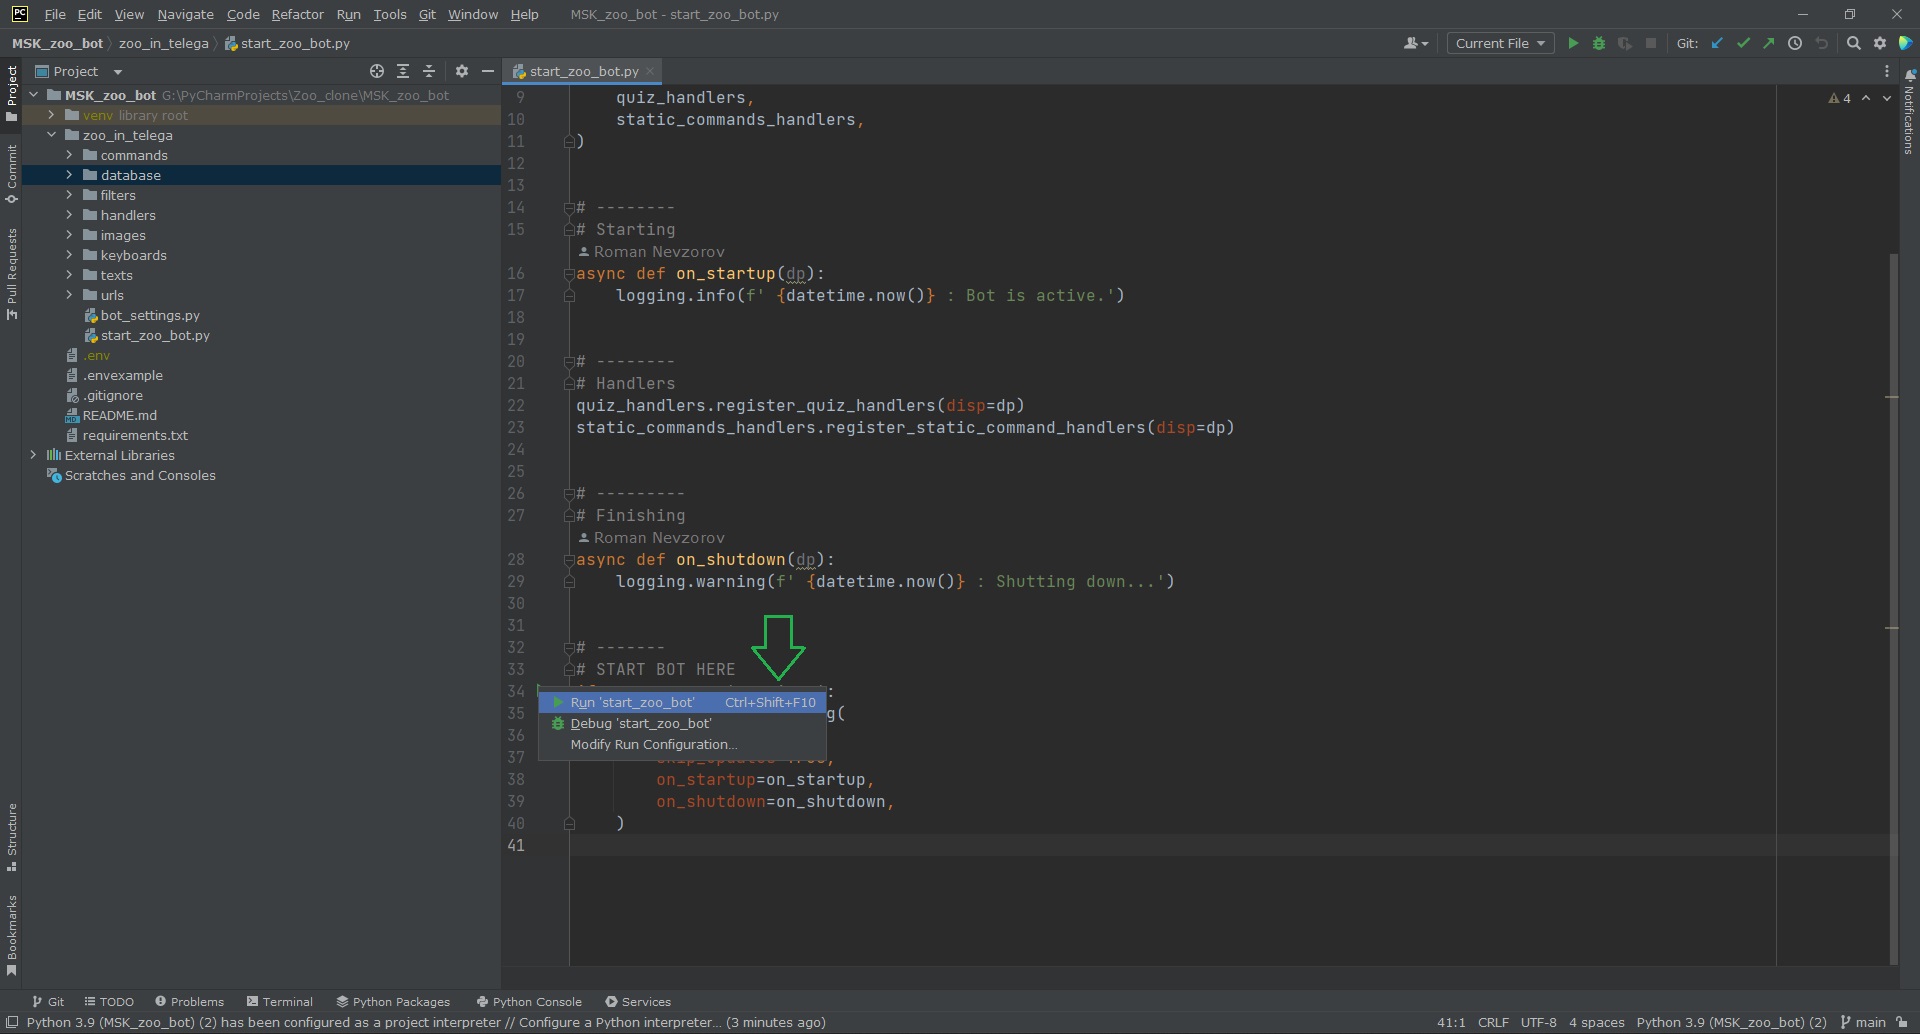 PC File Edit View Navigate Code Refactor Run Tools Git Window Help MSK_zoo_bot - start_zoo_bot.py
MSK_zoo_bot zoo_in_telega start_zoo_bot.py Current File Git:
Project
Commit
Pull Requests
Structure
Bookmarks
Project
MSK_zoo_bot G:\PyCharmProjects\Zoo_clone\MSK_zoo_bot
venv library root
zoo_in_telega
commands
database
filters
handlers
images
keyboards
texts
urls
bot_settings.py
start_zoo_bot.py
.env
.envexample
.gitignore
README.md
requirements.txt
External Libraries
Scratches and Consoles
start_zoo_bot.py
4
Notifications
9 quiz_handlers,
10 static_commands_handlers,
11 )
12
13
14 # --------
15 # Starting
Roman Nevzorov
16 async def on_startup(dp):
17 logging.info(f' {datetime.now()} : Bot is active.')
18
19
20 # --------
21 # Handlers
22 quiz_handlers.register_quiz_handlers(disp=dp)
23 static_commands_handlers.register_static_command_handlers(disp=dp)
24
25
26 # ---------
27 # Finishing
Roman Nevzorov
28 async def on_shutdown(dp):
29 logging.warning(f' {datetime.now()} : Shutting down...')
30
31
32 # -------
33 # START BOT HERE
34 :
Run 'start_zoo_bot' Ctrl+Shift+F10
35 g(
Debug 'start_zoo_bot'
36
Modify Run Configuration...
37
38 on_startup=on_startup,
39 on_shutdown=on_shutdown,
40 )
41
Git TODO Problems Terminal Python Packages Python Console Services
Python 3.9 (MSK_zoo_bot) (2) has been configured as a project interpreter // Configure a Python interpreter... (3 minutes ago) 41:1 CRLF UTF-8 4 spaces Python 3.9 (MSK_zoo_bot) (2) main